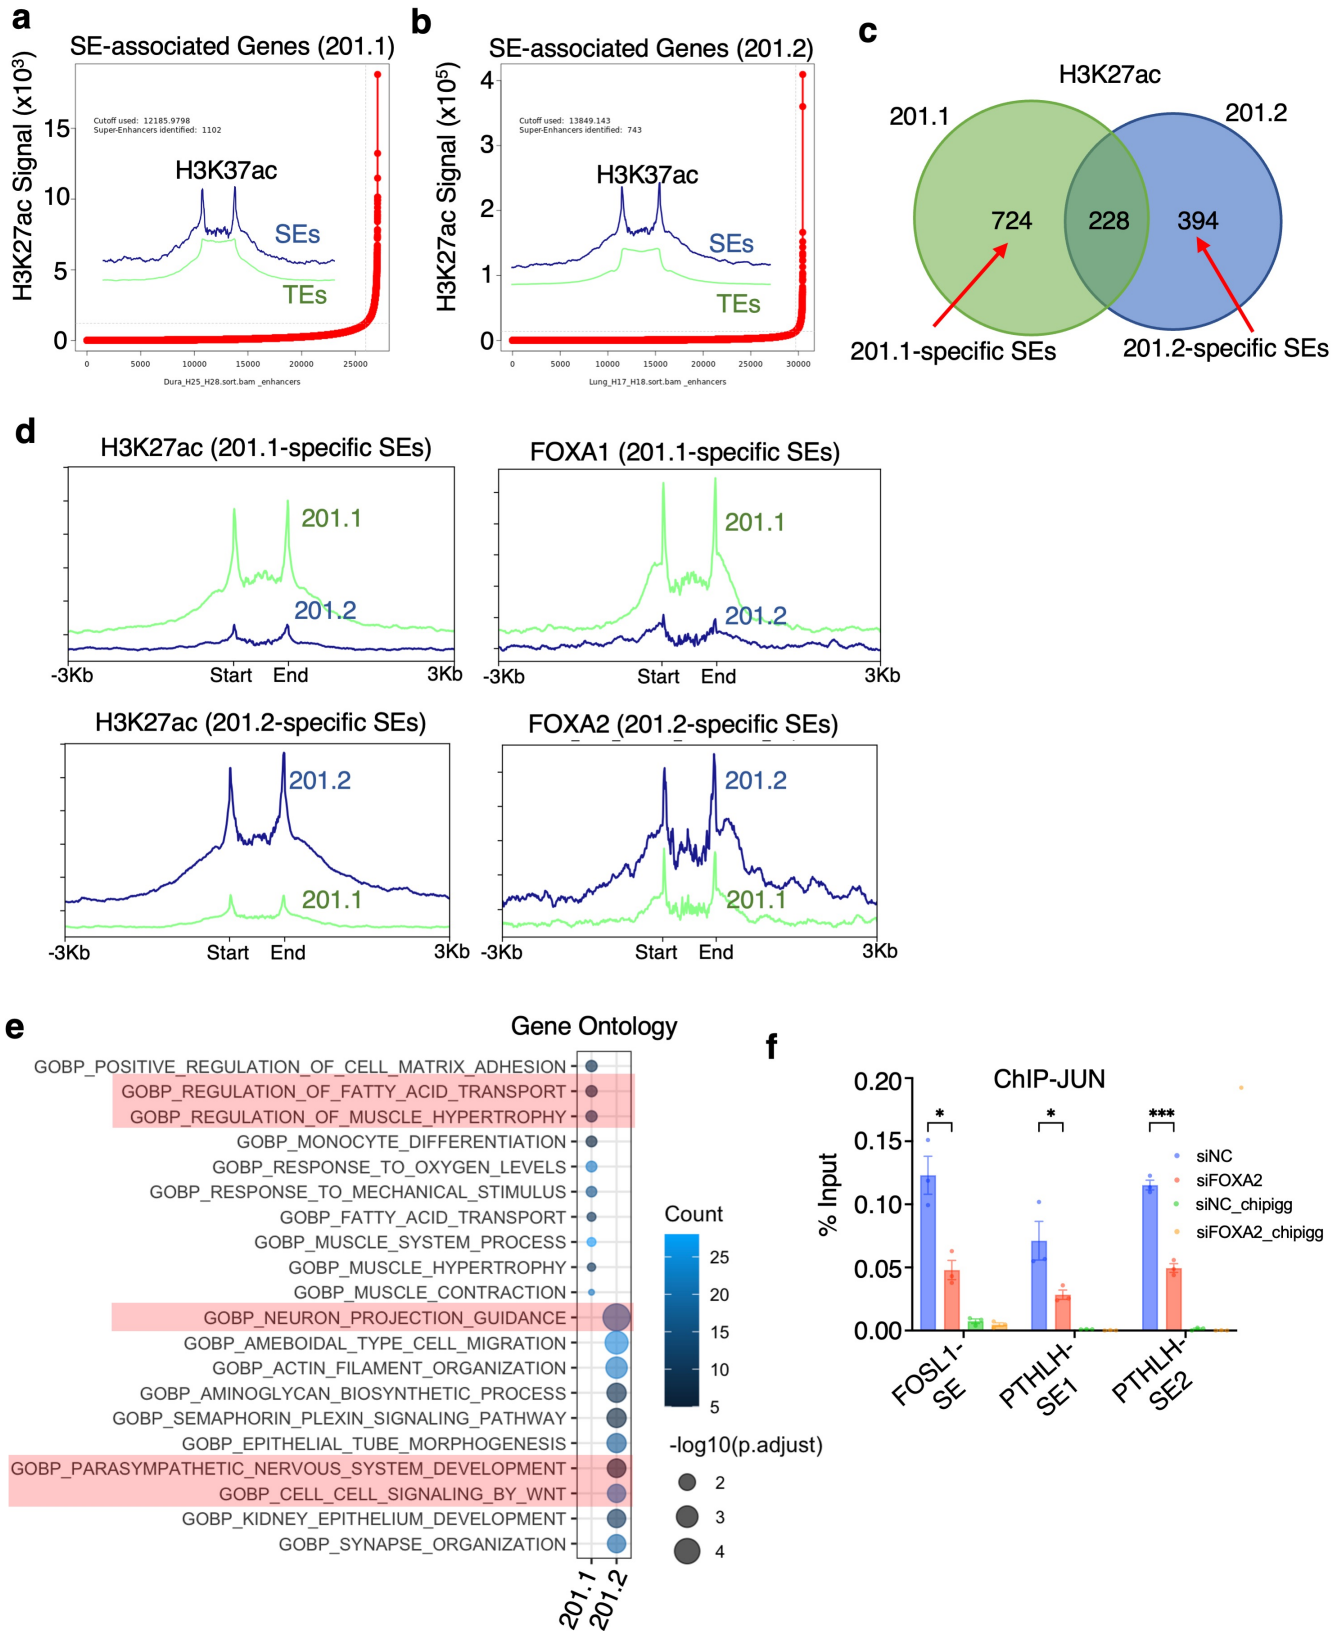 a
SE-associated Genes (201.1)
H3K27ac Signal (x10³)
15
10
5
0
Cutoff used: 12185.9798
Super-Enhancers identified: 1102
H3K37ac
SEs
TEs
0 5000 10000 15000 20000 25000
Dura_H25_H28.sort.bam _enhancers
b
SE-associated Genes (201.2)
H3K27ac Signal (x10⁵)
4
3
2
1
0
Cutoff used: 13849.143
Super-Enhancers identified: 743
H3K37ac
SEs
TEs
0 5000 10000 15000 20000 25000 30000
Lung_H17_H18.sort.bam _enhancers
c
H3K27ac
201.1
201.2
724 228 394
201.1-specific SEs
201.2-specific SEs
d
H3K27ac (201.1-specific SEs)
201.1
201.2
-3Kb Start End 3Kb
FOXA1 (201.1-specific SEs)
201.1
201.2
-3Kb Start End 3Kb
H3K27ac (201.2-specific SEs)
201.2
201.1
-3Kb Start End 3Kb
FOXA2 (201.2-specific SEs)
201.2
201.1
-3Kb Start End 3Kb
e
Gene Ontology
GOBP_POSITIVE_REGULATION_OF_CELL_MATRIX_ADHESION
GOBP_REGULATION_OF_FATTY_ACID_TRANSPORT
GOBP_REGULATION_OF_MUSCLE_HYPERTROPHY
GOBP_MONOCYTE_DIFFERENTIATION
GOBP_RESPONSE_TO_OXYGEN_LEVELS
GOBP_RESPONSE_TO_MECHANICAL_STIMULUS
GOBP_FATTY_ACID_TRANSPORT
GOBP_MUSCLE_SYSTEM_PROCESS
GOBP_MUSCLE_HYPERTROPHY
GOBP_MUSCLE_CONTRACTION
GOBP_NEURON_PROJECTION_GUIDANCE
GOBP_AMEBOIDAL_TYPE_CELL_MIGRATION
GOBP_ACTIN_FILAMENT_ORGANIZATION
GOBP_AMINOGLYCAN_BIOSYNTHETIC_PROCESS
GOBP_SEMAPHORIN_PLEXIN_SIGNALING_PATHWAY
GOBP_EPITHELIAL_TUBE_MORPHOGENESIS
GOBP_PARASYMPATHETIC_NERVOUS_SYSTEM_DEVELOPMENT
GOBP_CELL_CELL_SIGNALING_BY_WNT
GOBP_KIDNEY_EPITHELIUM_DEVELOPMENT
GOBP_SYNAPSE_ORGANIZATION
201.1
201.2
Count
25
20
15
10
5
-log10(p.adjust)
2
3
4
f
ChIP-JUN
% Input
0.20
0.15
0.10
0.05
0.00
*
*
***
siNC
siFOXA2
siNC_chipigg
siFOXA2_chipigg
FOSL1-
SE
PTHLH-
SE1
PTHLH-
SE2